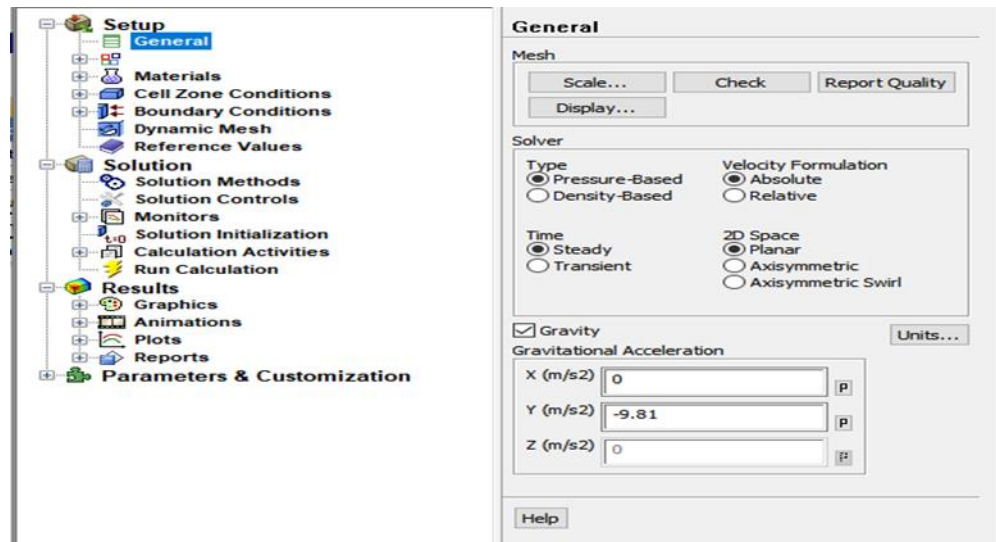 Setup
General
Materials
Cell Zone Conditions
Boundary Conditions
Dynamic Mesh
Reference Values
Solution
Solution Methods
Solution Controls
Monitors
t=0 Solution Initialization
Calculation Activities
Run Calculation
Results
Graphics
Animations
Plots
Reports
Parameters & Customization
General
Mesh
Scale... Check Report Quality
Display...
Solver
Type Velocity Formulation
Pressure-Based Absolute
Density-Based Relative
Time 2D Space
Steady Planar
Transient Axisymmetric
Axisymmetric Swirl
Gravity Units...
Gravitational Acceleration
X (m/s2) 0 P
Y (m/s2) -9.81 P
Z (m/s2) 0 P
Help